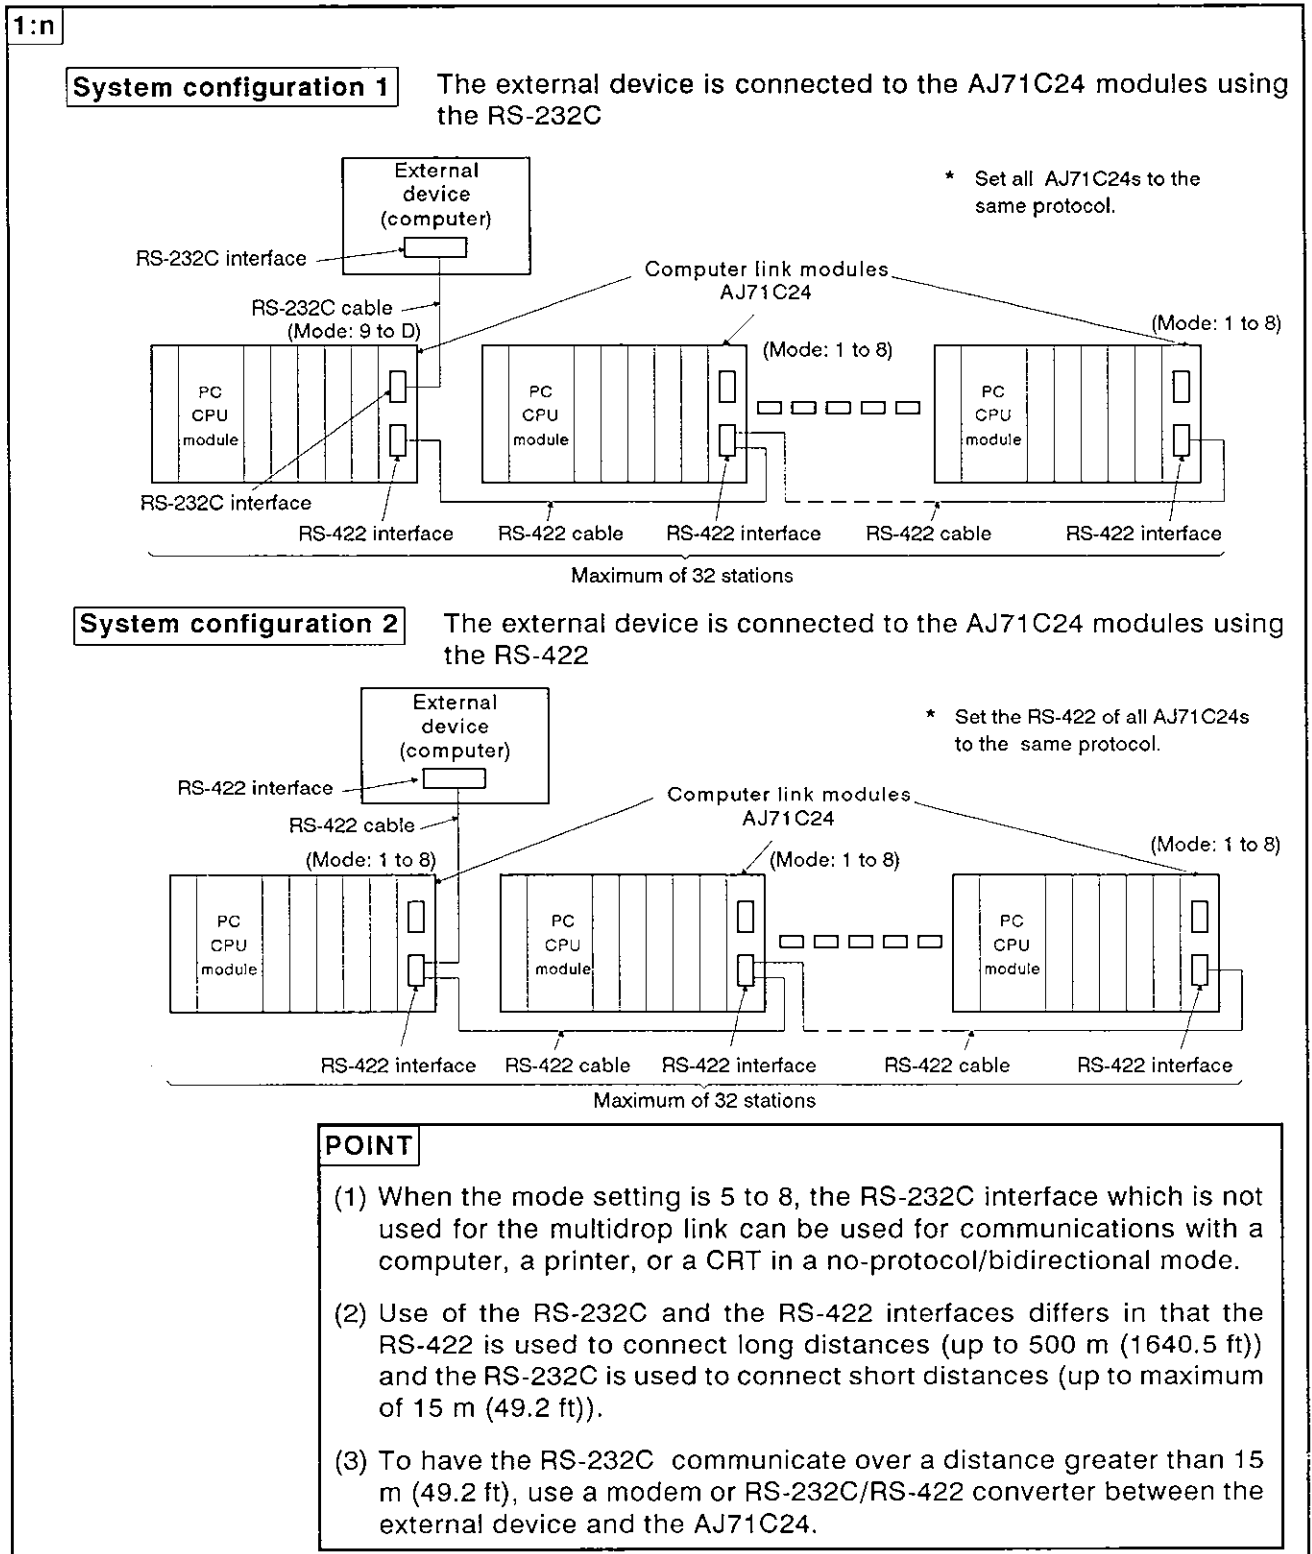 1:n
System configuration 1
The external device is connected to the AJ71C24 modules using
the RS-232C
External
device
(computer)
* Set all AJ71C24s to the
same protocol.
RS-232C interface
Computer link modules
AJ71C24
RS-232C cable
(Mode: 9 to D)
(Mode: 1 to 8)
(Mode: 1 to 8)
PC
CPU
module
PC
CPU
module
PC
CPU
module
RS-232C interface
RS-422 interface
RS-422 cable
RS-422 interface
RS-422 cable
RS-422 interface
Maximum of 32 stations
System configuration 2
The external device is connected to the AJ71C24 modules using
the RS-422
External
device
(computer)
* Set the RS-422 of all AJ71C24s
to the same protocol.
RS-422 interface
Computer link modules
AJ71C24
RS-422 cable
(Mode: 1 to 8)
(Mode: 1 to 8)
(Mode: 1 to 8)
PC
CPU
module
PC
CPU
module
PC
CPU
module
RS-422 interface
RS-422 cable
RS-422 interface
RS-422 cable
RS-422 interface
Maximum of 32 stations
POINT
(1) When the mode setting is 5 to 8, the RS-232C interface which is not
used for the multidrop link can be used for communications with a
computer, a printer, or a CRT in a no-protocol/bidirectional mode.
(2) Use of the RS-232C and the RS-422 interfaces differs in that the
RS-422 is used to connect long distances (up to 500 m (1640.5 ft))
and the RS-232C is used to connect short distances (up to maximum
of 15 m (49.2 ft)).
(3) To have the RS-232C communicate over a distance greater than 15
m (49.2 ft), use a modem or RS-232C/RS-422 converter between the
external device and the AJ71C24.